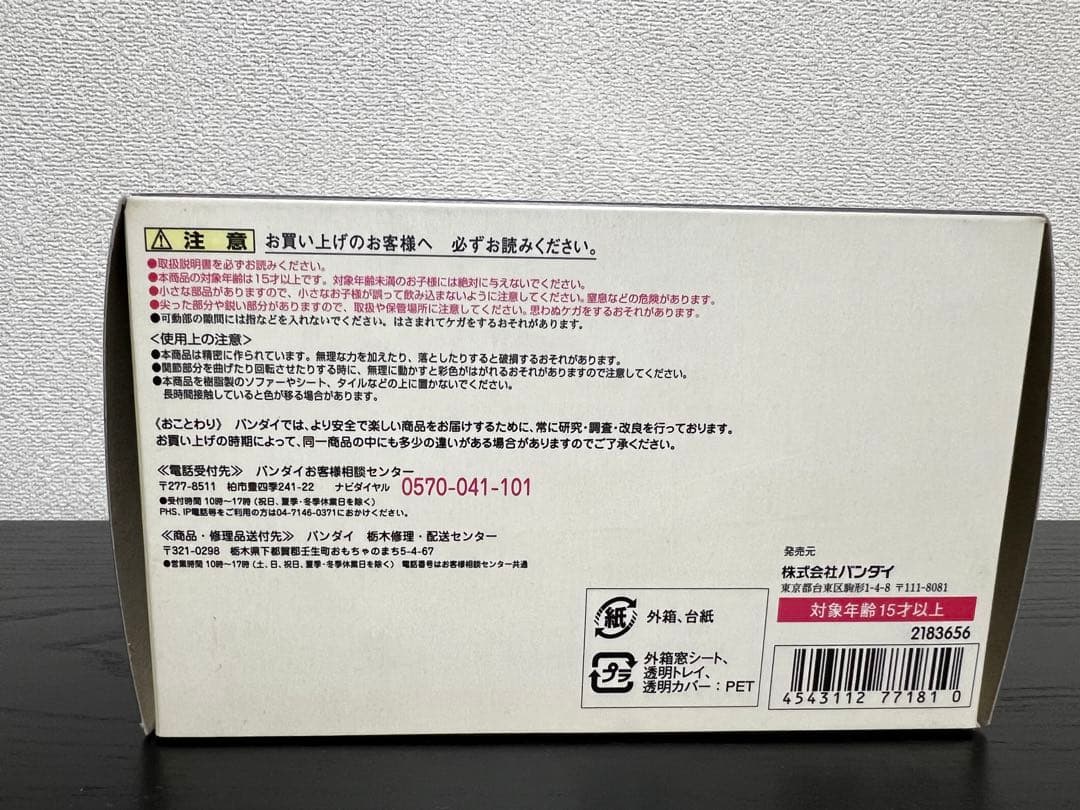 注意 お買い上げのお客様へ 必ずお読みください。
●取扱説明書を必ずお読みください。
●本商品の対象年齢は15才以上です。対象年齢未満のお子様には絶対に与えないでください。
●小さな部品がありますので、小さなお子様が誤って飲み込まないように注意してください。窒息などの危険があります。
●尖った部分や鋭い部分がありますので、取扱や保管場所に注意してください。思わぬケガをするおそれがあります。
●可動部の隙間には指などを入れないでください。はさまれてケガをするおそれがあります。
<使用上の注意>
●本商品は精密に作られています。無理な力を加えたり、落としたりすると破損するおそれがあります。
●関節部分を曲げたり回転させたりする時に、無理に動かすと彩色がはがれるおそれがありますので注意してください。
●本商品を樹脂製のソファーやシート、タイルなどの上に置かないでください。
長時間接触していると色が移る場合があります。
《おことわり》 バンダイでは、より安全で楽しい商品をお届けするために、常に研究・調査・改良を行っております。
お買い上げの時期によって、同一商品の中にも多少の違いがある場合がありますのでご了承ください。
≪電話受付先≫ バンダイお客様相談センター
〒277-8511 柏市豊四季241-22 ナビダイヤル 0570-041-101
●受付時間 10時〜17時 (祝日、夏季・冬季休業日を除く)
PHS、IP電話等をご利用の方は04-7146-0371におかけください。
≪商品・修理品送付先≫ バンダイ 栃木修理・配送センター
〒321-0298 栃木県下都賀郡壬生町おもちゃのまち5-4-67
●営業時間 10時〜17時 (土、日、祝日、夏季・冬季休業日を除く) 電話番号はお客様相談センター共通
紙 外箱、台紙
プラ 外箱窓シート、
透明トレイ、
透明カバー:PET
発売元
株式会社バンダイ
東京都台東区駒形1-4-8 〒111-8081
対象年齢15才以上
2183656
4543112 77181 0